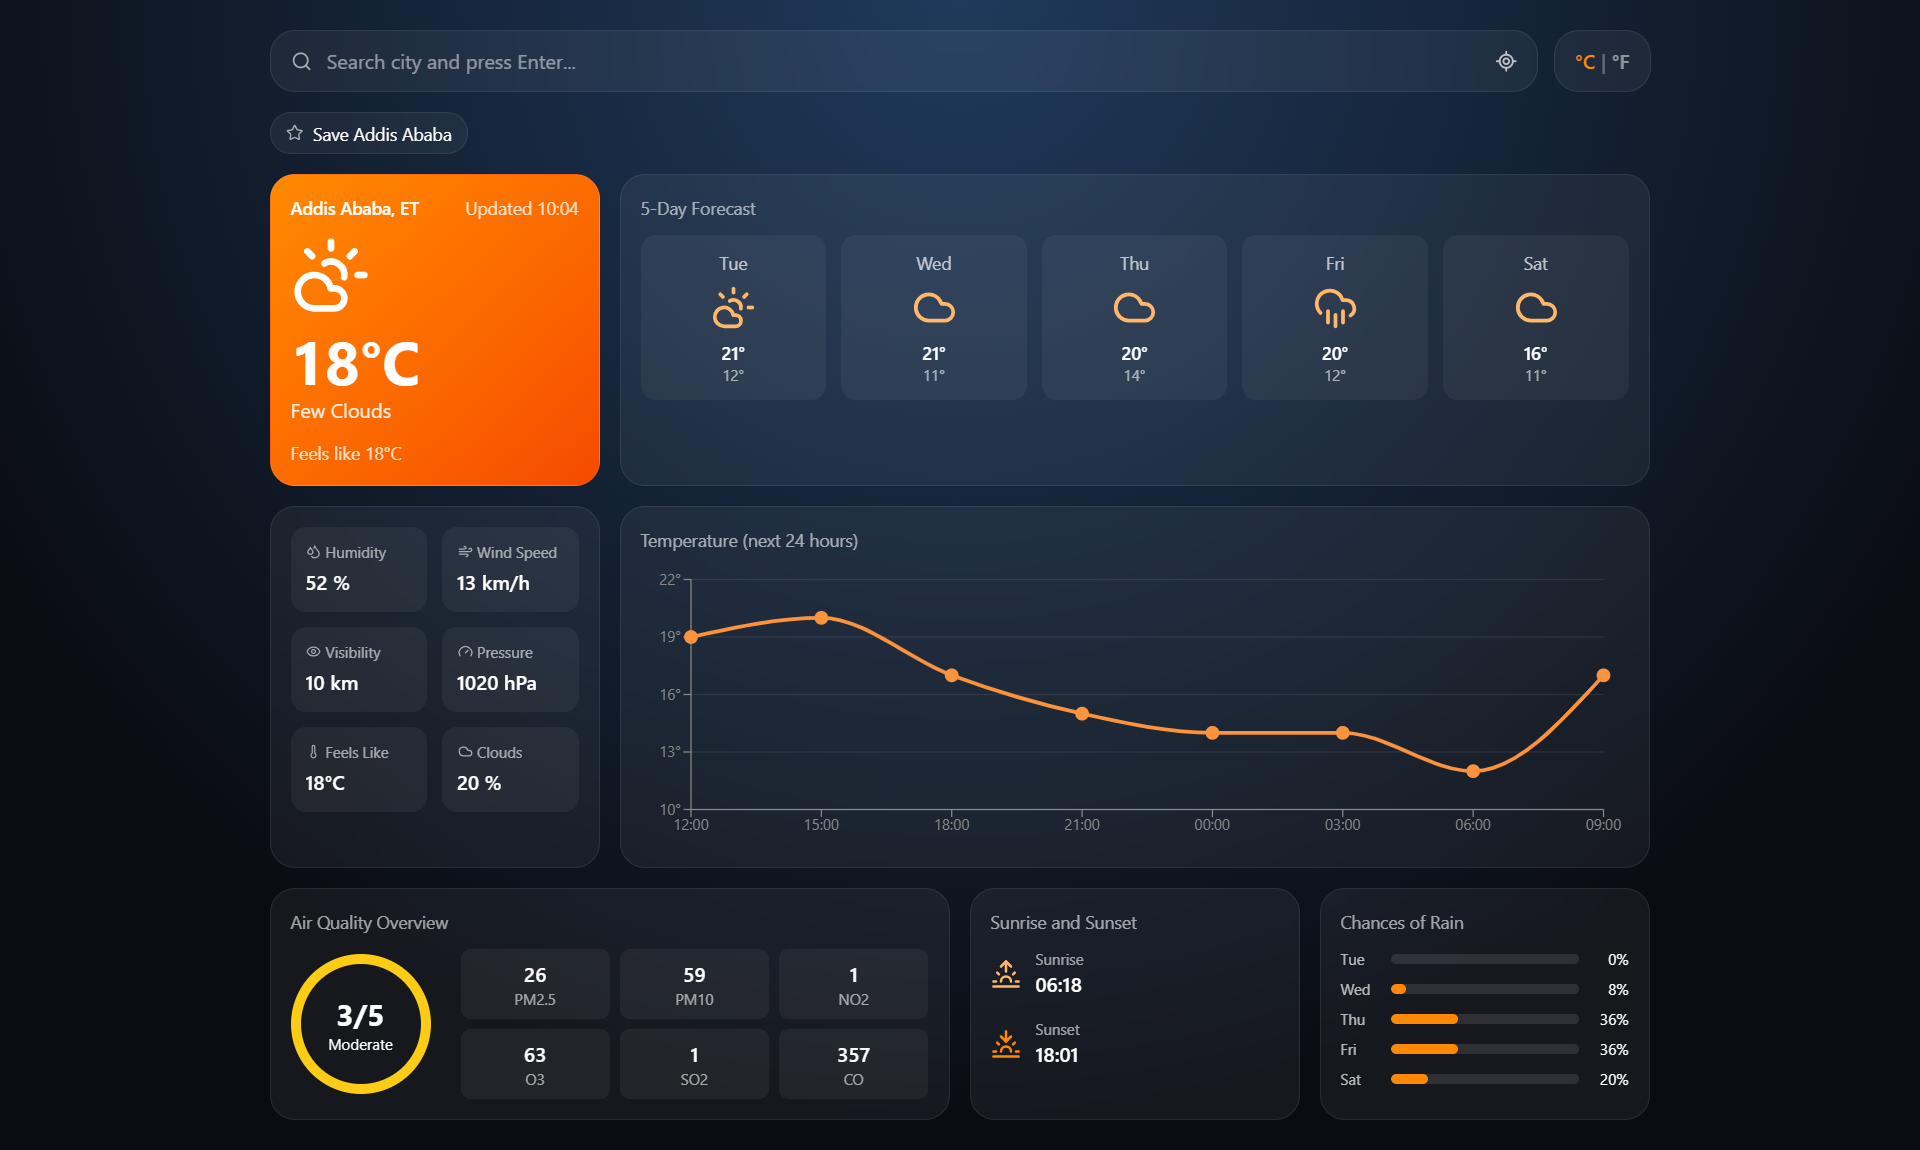 Search city and press Enter...
°C | °F
Save Addis Ababa
Addis Ababa, ET
Updated 10:04
18°C
Few Clouds
Feels like 18°C
5-Day Forecast
Tue
21°
12°
Wed
21°
11°
Thu
20°
14°
Fri
20°
12°
Sat
16°
11°
Humidity
52 %
Wind Speed
13 km/h
Visibility
10 km
Pressure
1020 hPa
Feels Like
18°C
Clouds
20 %
Temperature (next 24 hours)
22°
19°
16°
13°
10°
12:00
15:00
18:00
21:00
00:00
03:00
06:00
09:00
Air Quality Overview
3/5
Moderate
26
PM2.5
59
PM10
1
NO2
63
O3
1
SO2
357
CO
Sunrise and Sunset
Sunrise
06:18
Sunset
18:01
Chances of Rain
Tue 0%
Wed 8%
Thu 36%
Fri 36%
Sat 20%